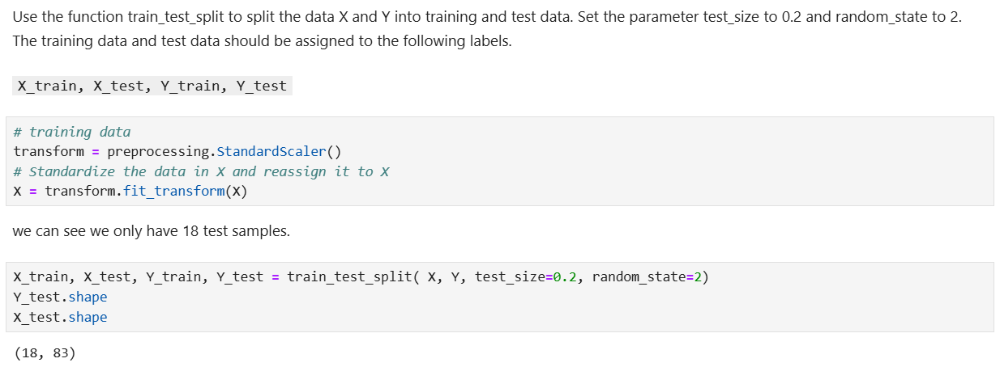 Use the function train_test_split to split the data X and Y into training and test data. Set the parameter test_size to 0.2 and random_state to 2.
The training data and test data should be assigned to the following labels.
X_train, X_test, Y_train, Y_test
# training data
transform = preprocessing.StandardScaler()
# Standardize the data in X and reassign it to X
X = transform.fit_transform(X)
we can see we only have 18 test samples.
X_train, X_test, Y_train, Y_test = train_test_split( X, Y, test_size=0.2, random_state=2)
Y_test.shape
X_test.shape
(18, 83)